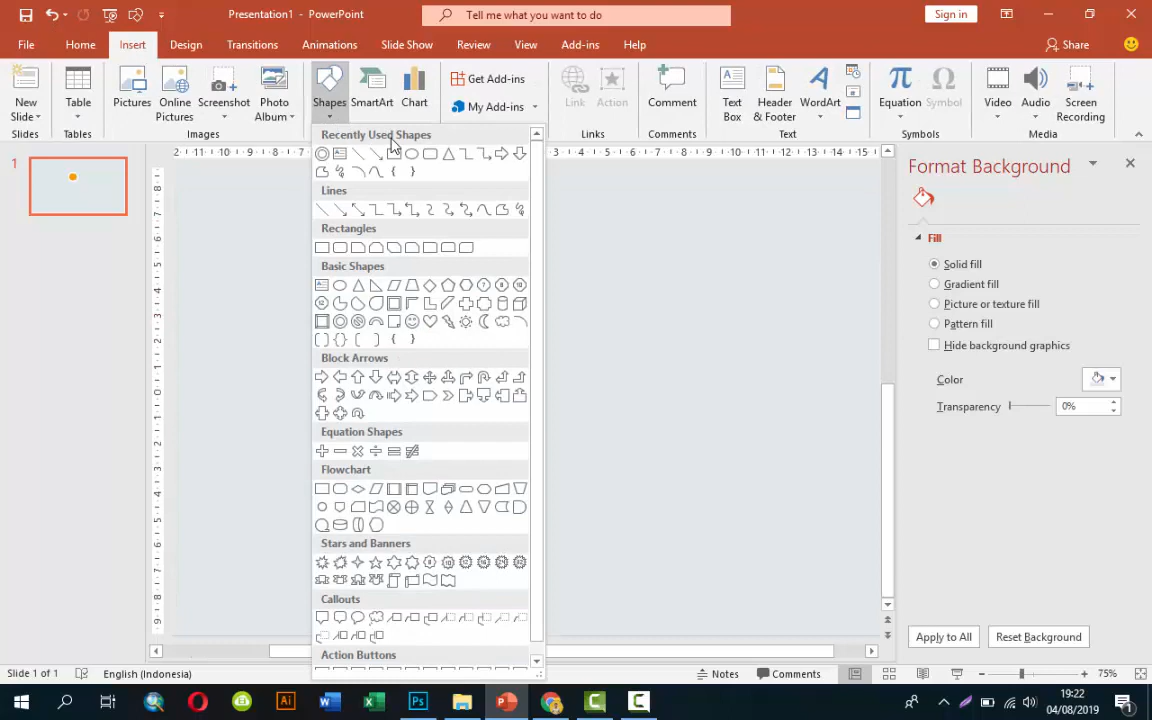 Presentation1 - PowerPoint
Tell me what you want to do
Sign in
File Home Insert Design Transitions Animations Slide Show Review View Add-ins Help
Share
New Slide
Table
Pictures
Online Pictures
Screenshot
Photo Album
Shapes
SmartArt
Chart
Get Add-ins
My Add-ins
Link
Action
Comment
Text Box
Header & Footer
WordArt
Equation
Symbol
Video
Audio
Screen Recording
Slides
Tables
Images
Links
Comments
Text
Symbols
Media
1
Recently Used Shapes
Lines
Rectangles
Basic Shapes
Block Arrows
Equation Shapes
Flowchart
Stars and Banners
Callouts
Action Buttons
Format Background
Fill
Solid fill
Gradient fill
Picture or texture fill
Pattern fill
Hide background graphics
Color
Transparency 0%
Apply to All
Reset Background
Slide 1 of 1
English (Indonesia)
Notes
Comments
75%
19:22
04/08/2019